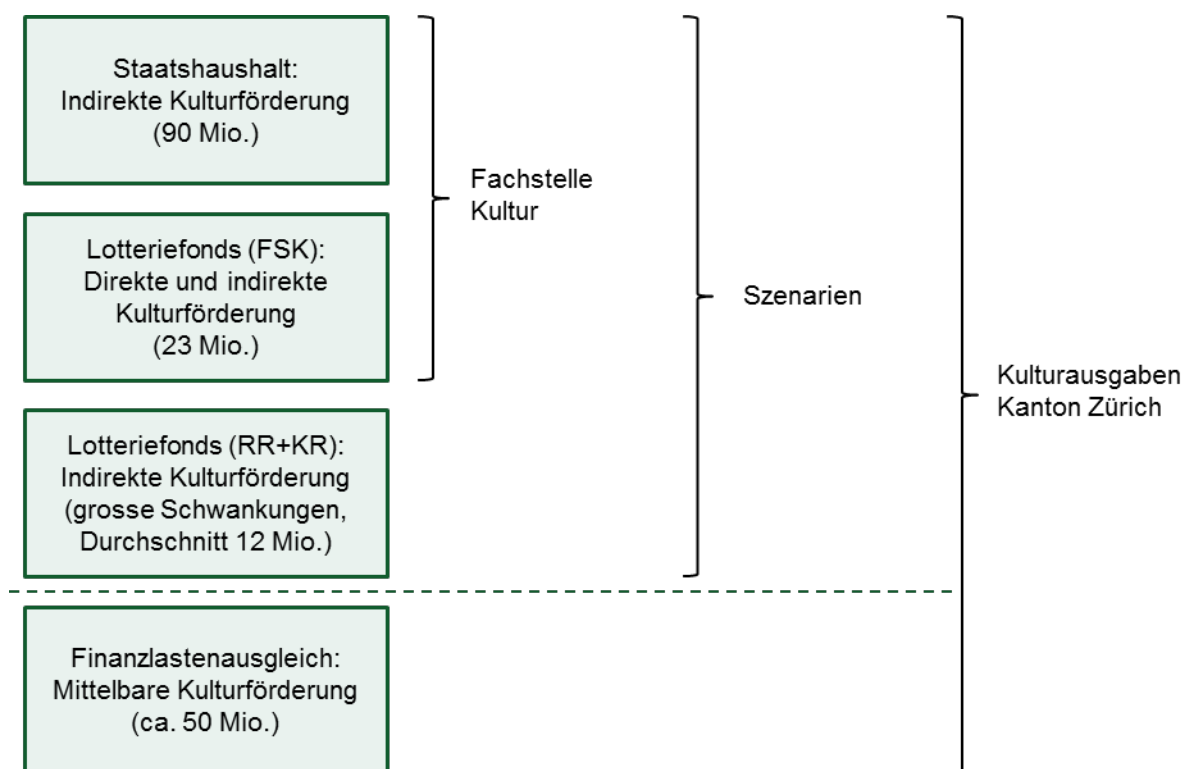 Staatshaushalt:
Indirekte Kulturförderung
(90 Mio.)
Lotteriefonds (FSK):
Direkte und indirekte
Kulturförderung
(23 Mio.)
Lotteriefonds (RR+KR):
Indirekte Kulturförderung
(grosse Schwankungen,
Durchschnitt 12 Mio.)
Finanzlastenausgleich:
Mittelbare Kulturförderung
(ca. 50 Mio.)
Fachstelle
Kultur
Szenarien
Kulturausgaben
Kanton Zürich